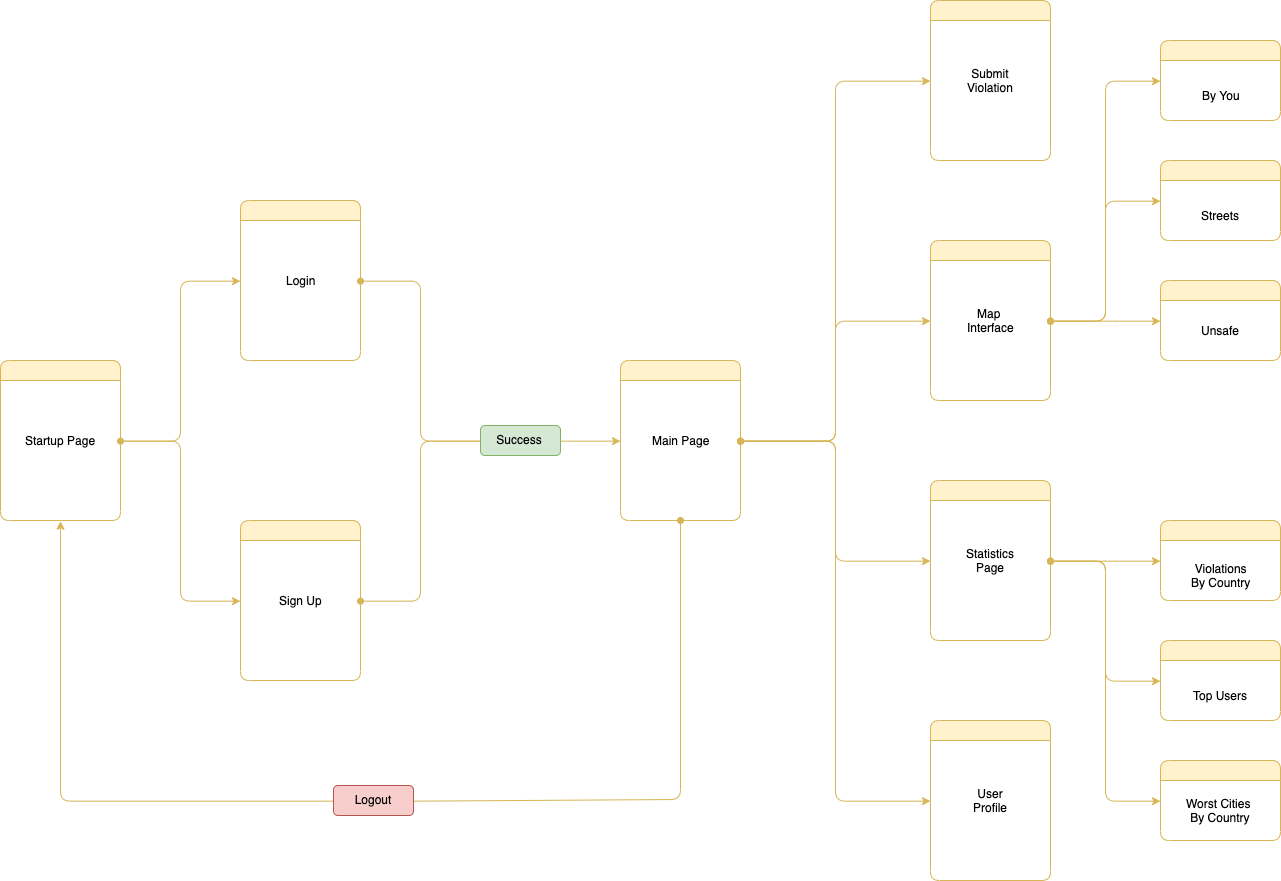 Startup Page
Login
Sign Up
Success
Logout
Main Page
Submit
Violation
Map
Interface
Statistics
Page
User
Profile
By You
Streets
Unsafe
Violations
By Country
Top Users
Worst Cities
By Country